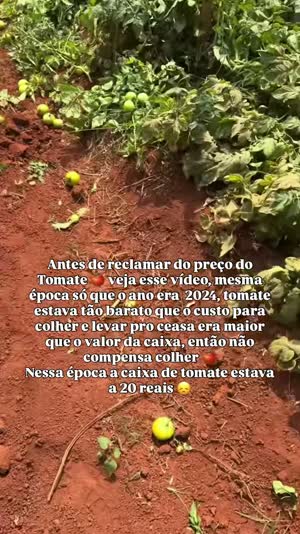 Antes de reclamar do preço do
Tomate 🍅 veja esse vídeo, mesma
época só que o ano era 2024, tomate
estava tão barato que o custo para
colher e levar pro ceasa era maior
que o valor da caixa, então não
compensa colher 🍅
Nessa época a caixa de tomate estava
a 20 reais 😞